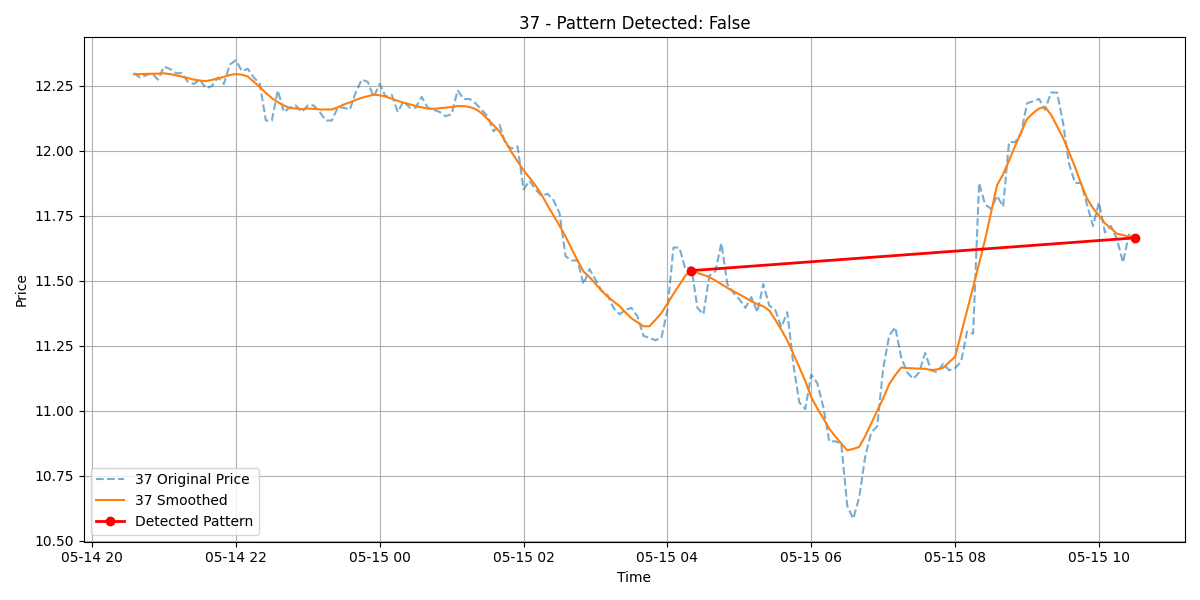 37 - Pattern Detected: False
12.25
12.00
11.75
11.50
11.25
11.00
10.75
10.50
Price
37 Original Price
37 Smoothed
Detected Pattern
05-14 20 05-14 22 05-15 00 05-15 02 05-15 04 05-15 06 05-15 08 05-15 10
Time